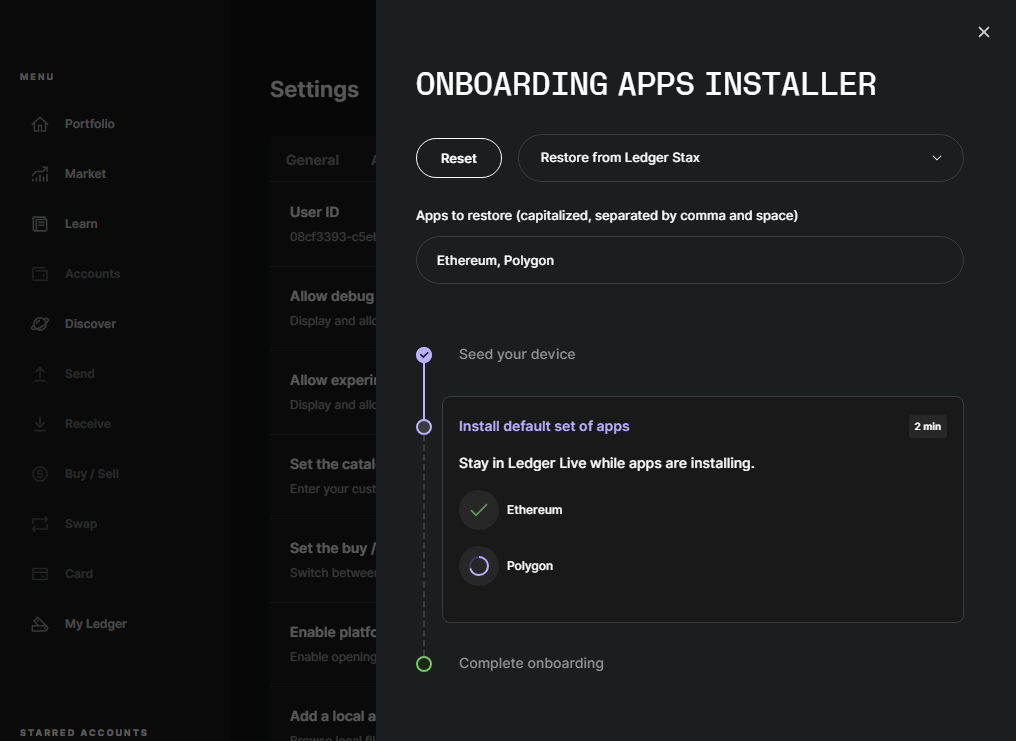 MENU
Portfolio
Market
Learn
Accounts
Discover
Send
Receive
Buy / Sell
Swap
Card
My Ledger
STARRED ACCOUNTS
Settings
General
User ID
08cf3393-c5eb
Allow debug
Display and allo
Allow experim
Display and allo
Set the catal
Enter your cust
Set the buy /
Switch between
Enable platfo
Enable opening
Add a local a
Browse local fil
ONBOARDING APPS INSTALLER
Reset
Restore from Ledger Stax
Apps to restore (capitalized, separated by comma and space)
Ethereum, Polygon
Seed your device
Install default set of apps
2 min
Stay in Ledger Live while apps are installing.
Ethereum
Polygon
Complete onboarding